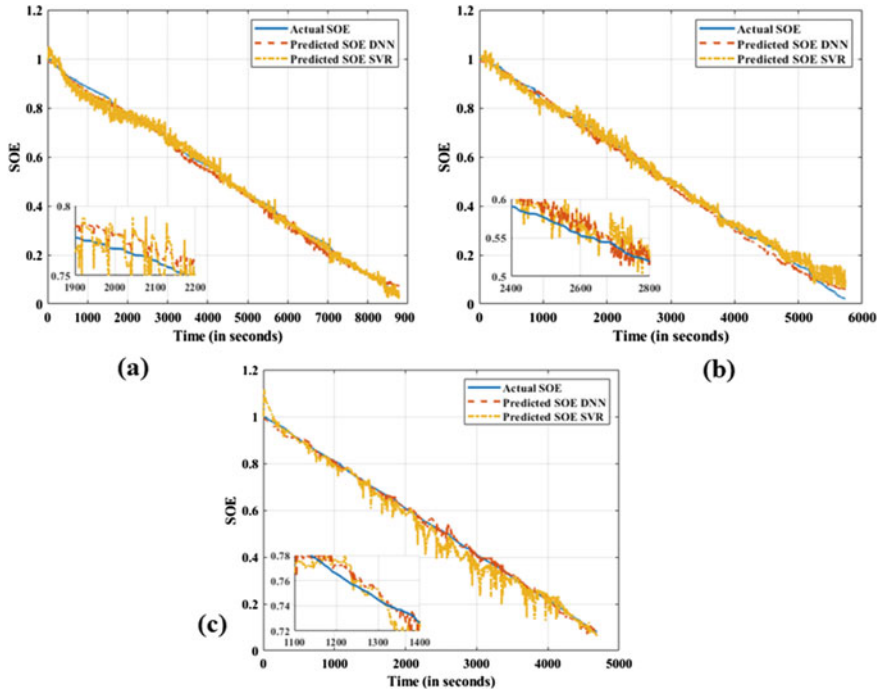 1.2
1
0.8
0.6
0.4
0.2
0
SOE
Actual SOE
Predicted SOE DNN
Predicted SOE SVR
0.8
0.75
1900 2000 2100 2200
0 1000 2000 3000 4000 5000 6000 7000 8000 900
Time (in seconds)
(a)
1.2
1
0.8
0.6
0.4
0.2
0
SOE
Actual SOE
Predicted SOE DNN
Predicted SOE SVR
0.6
0.55
0.5
2400 2600 2800
0 1000 2000 3000 4000 5000 6000
Time (in seconds)
(b)
1.2
1
0.8
0.6
0.4
0.2
0
SOE
Actual SOE
Predicted SOE DNN
Predicted SOE SVR
0.78
0.76
0.74
0.72
1100 1200 1300 1400
0 1000 2000 3000 4000 5000
Time (in seconds)
(c)